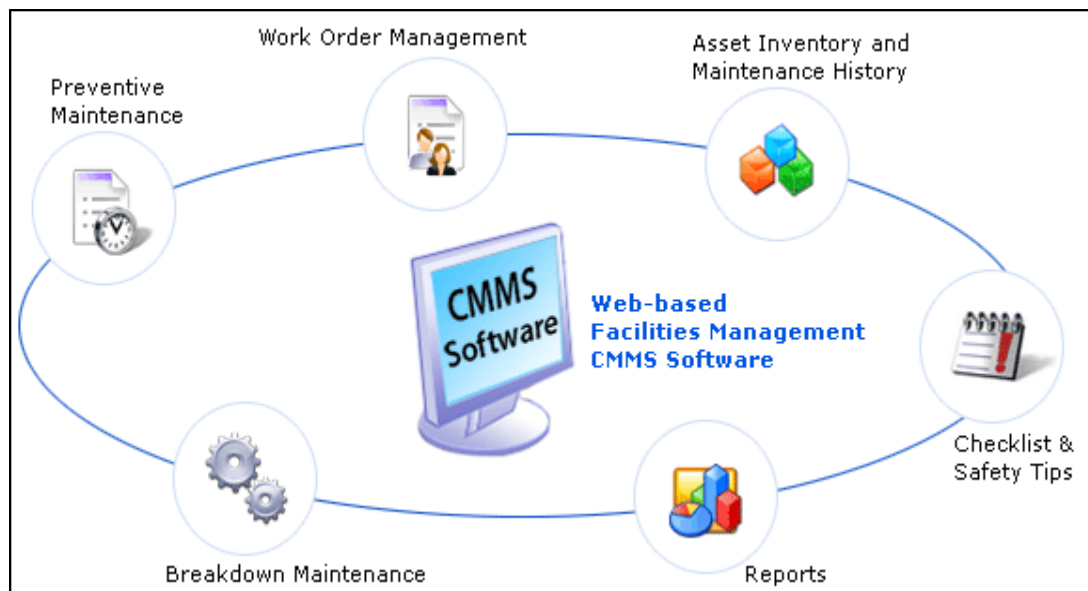 Work Order Management
Asset Inventory and
Maintenance History
Preventive
Maintenance
CMMS
Software
Web-based
Facilities Management
CMMS Software
Checklist &
Safety Tips
Breakdown Maintenance
Reports